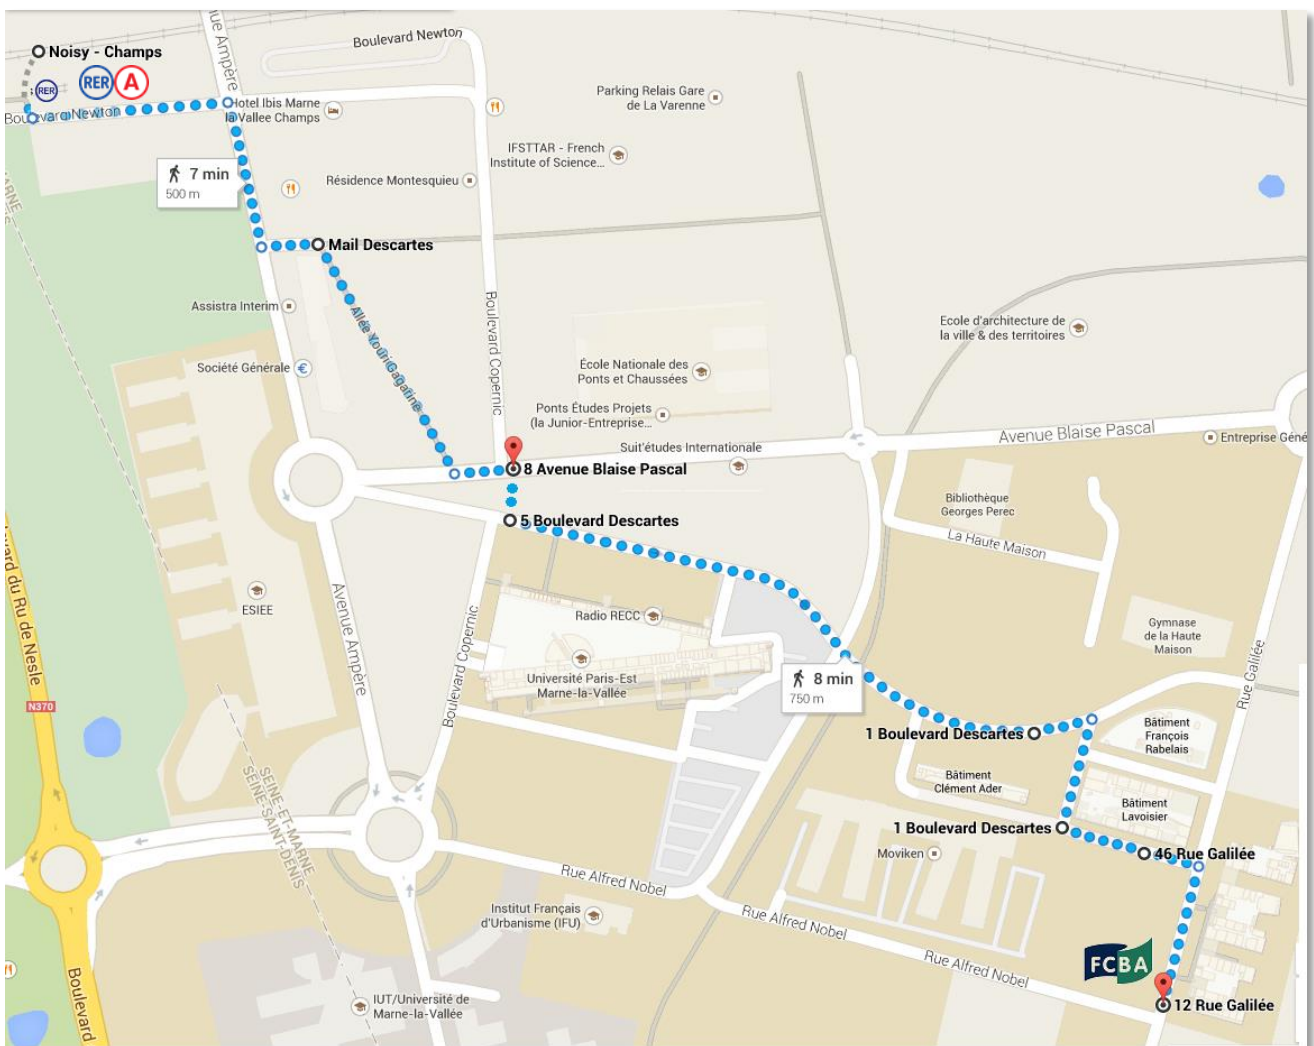 Noisy - Champs
RER
RER
A
Boulevard Newton
Avenue Ampère
Boulevard Newton
Hotel Ibis Marne
la Vallee Champs
Parking Relais Gare
de La Varenne
IFSTTAR - French
Institute of Science...
7 min
500 m
Résidence Montesquieu
Mail Descartes
Assistra Interim
Allée Youri Gagarine
Boulevard Copernic
Société Générale
€
École Nationale des
Ponts et Chaussées
Ponts Études Projets
(la Junior-Entreprise...
Suit'études Internationale
Ecole d'architecture de
la ville & des territoires
Avenue Blaise Pascal
Entreprise Géné
8 Avenue Blaise Pascal
5 Boulevard Descartes
Bibliothèque
Georges Perec
La Haute Maison
ESIEE
Avenue Ampère
Boulevard Copernic
Radio RECC
Université Paris-Est
Marne-la-Vallée
Gymnase
de la Haute
Maison
Rue Galilée
8 min
750 m
1 Boulevard Descartes
Bâtiment
François
Rabelais
Bâtiment
Clément Ader
Bâtiment
Lavoisier
1 Boulevard Descartes
46 Rue Galilée
Moviken
N370
SEINE-ET-MARNE
SEINE-SAINT-DENIS
Rue Alfred Nobel
Rue Alfred Nobel
Rue Alfred Nobel
Institut Français
d'Urbanisme (IFU)
IUT/Université de
Marne-la-Vallée
Boulevard
FCBA
12 Rue Galilée